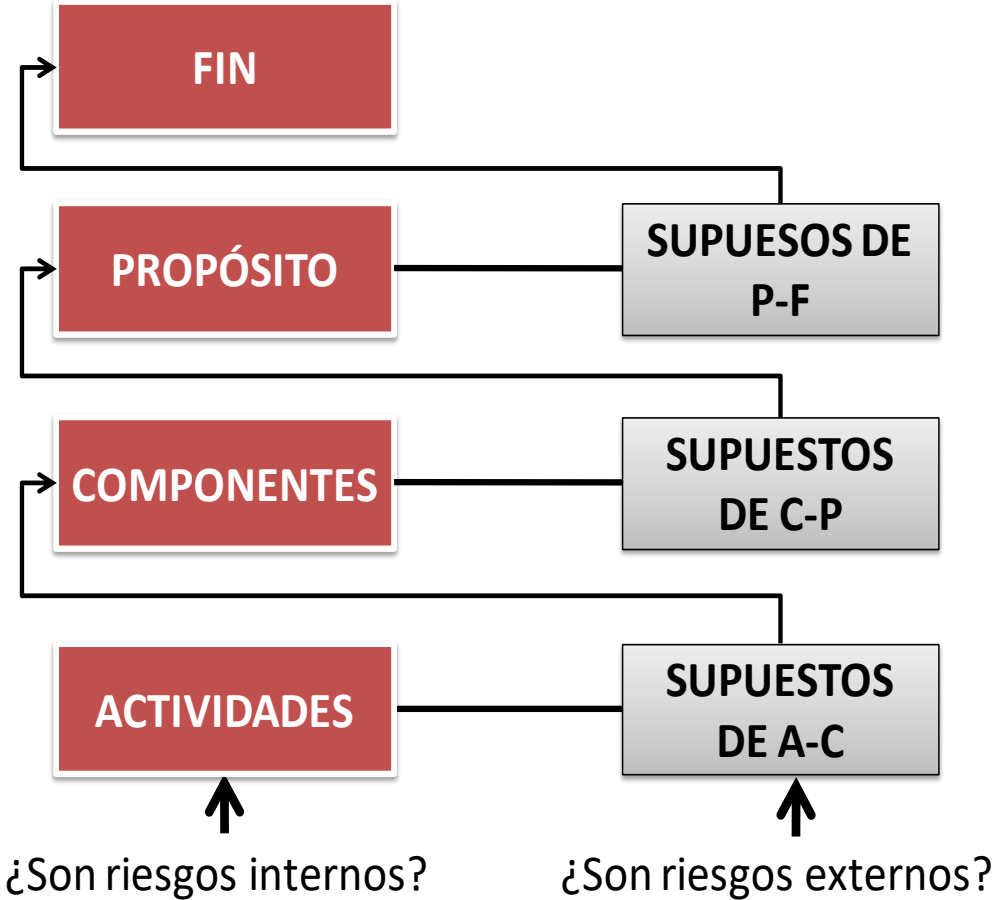 FIN
PROPÓSITO
SUPUESOS DE
P-F
COMPONENTES
SUPUESTOS
DE C-P
ACTIVIDADES
SUPUESTOS
DE A-C
¿Son riesgos internos?
¿Son riesgos externos?